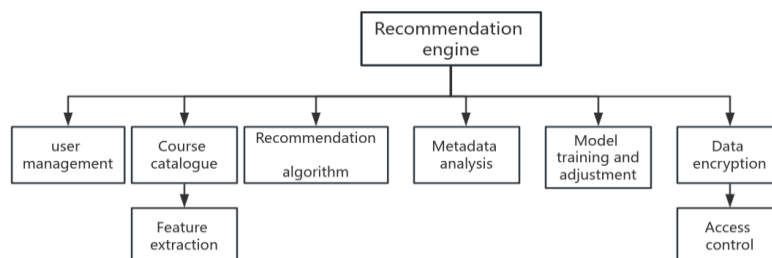 Recommendation
engine
user
management
Course
catalogue
Recommendation
algorithm
Metadata
analysis
Model
training and
adjustment
Data
encryption
Feature
extraction
Access
control